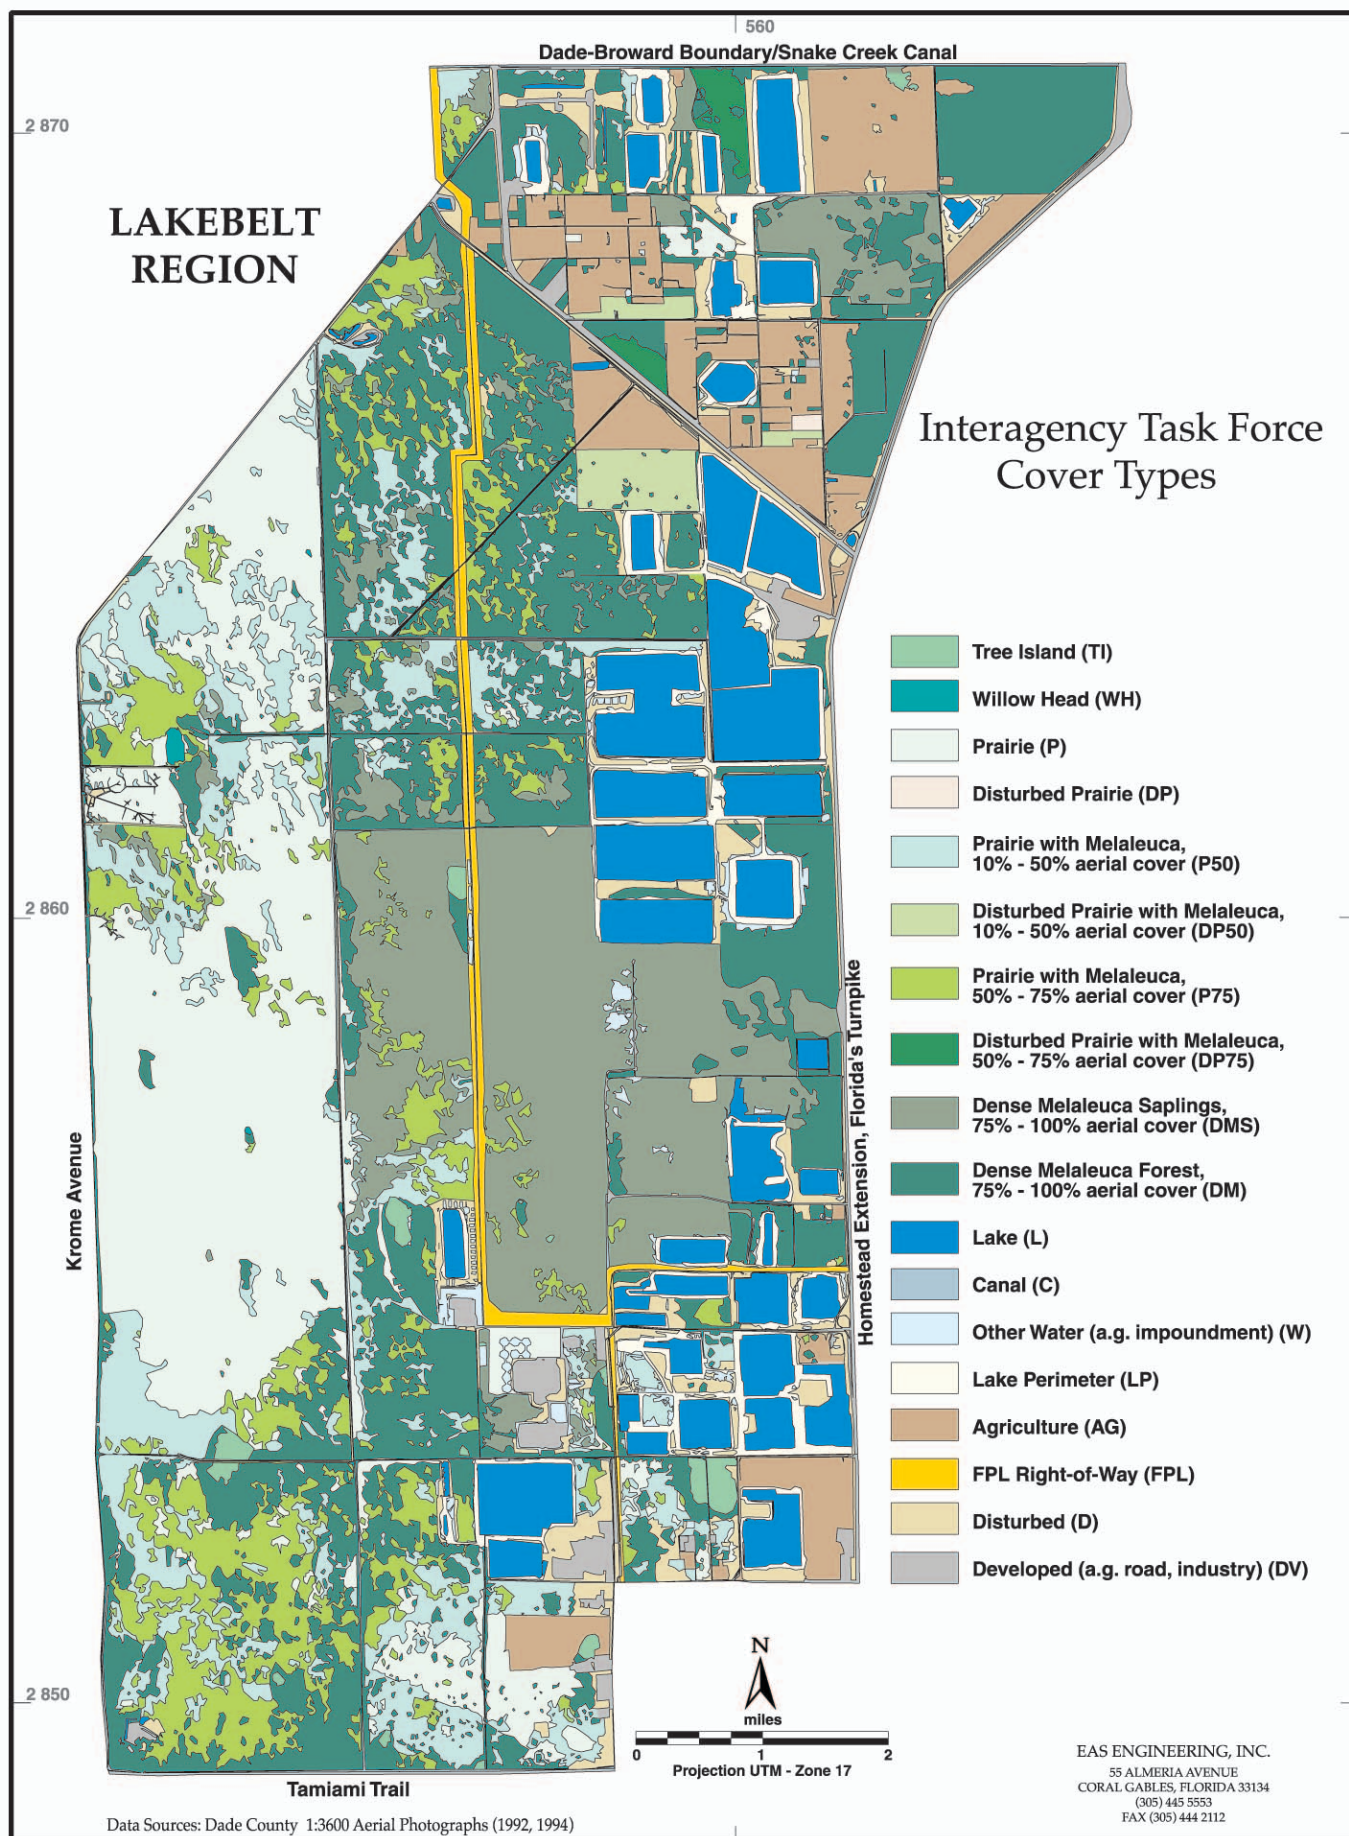 560
Dade-Broward Boundary/Snake Creek Canal
2 870
LAKEBELT
REGION
Interagency Task Force
Cover Types
Tree Island (TI)
Willow Head (WH)
Prairie (P)
Disturbed Prairie (DP)
Prairie with Melaleuca,
10% - 50% aerial cover (P50)
Disturbed Prairie with Melaleuca,
10% - 50% aerial cover (DP50)
Prairie with Melaleuca,
50% - 75% aerial cover (P75)
Disturbed Prairie with Melaleuca,
50% - 75% aerial cover (DP75)
Dense Melaleuca Saplings,
75% - 100% aerial cover (DMS)
Dense Melaleuca Forest,
75% - 100% aerial cover (DM)
Lake (L)
Canal (C)
Other Water (a.g. impoundment) (W)
Lake Perimeter (LP)
Agriculture (AG)
FPL Right-of-Way (FPL)
Disturbed (D)
Developed (a.g. road, industry) (DV)
2 860
Homestead Extension, Florida's Turnpike
Krome Avenue
2 850
N
miles
0 1 2
Projection UTM - Zone 17
Tamiami Trail
EAS ENGINEERING, INC.
55 ALMERIA AVENUE
CORAL GABLES, FLORIDA 33134
(305) 445 5553
FAX (305) 444 2112
Data Sources: Dade County 1:3600 Aerial Photographs (1992, 1994)